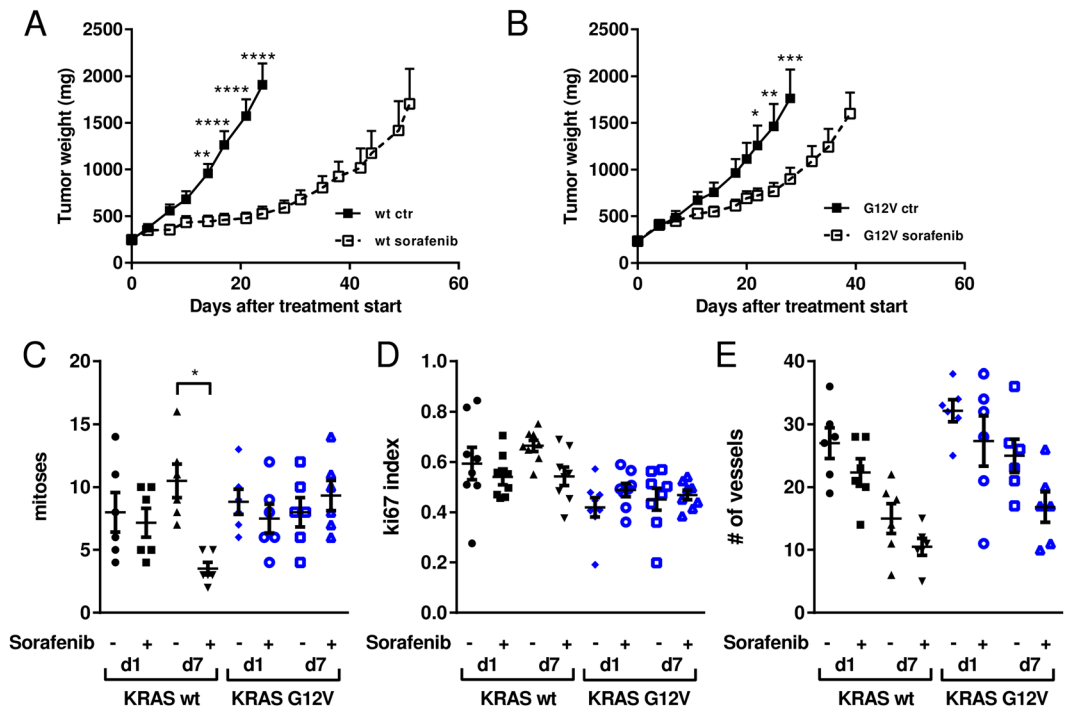 A
2500
2000
1500
1000
500
0
Tumor weight (mg)
****
****
****
**
wt ctr
wt sorafenib
0 20 40 60
Days after treatment start
B
2500
2000
1500
1000
500
0
Tumor weight (mg)
***
**
*
G12V ctr
G12V sorafenib
0 20 40 60
Days after treatment start
C
20
15
10
5
0
mitoses
*
Sorafenib - + - + - + - +
d1 d7 d1 d7
KRAS wt KRAS G12V
D
1.0
0.8
0.6
0.4
0.2
0.0
ki67 index
Sorafenib - + - + - + - +
d1 d7 d1 d7
KRAS wt KRAS G12V
E
40
30
20
10
0
# of vessels
Sorafenib - + - + - + - +
d1 d7 d1 d7
KRAS wt KRAS G12V